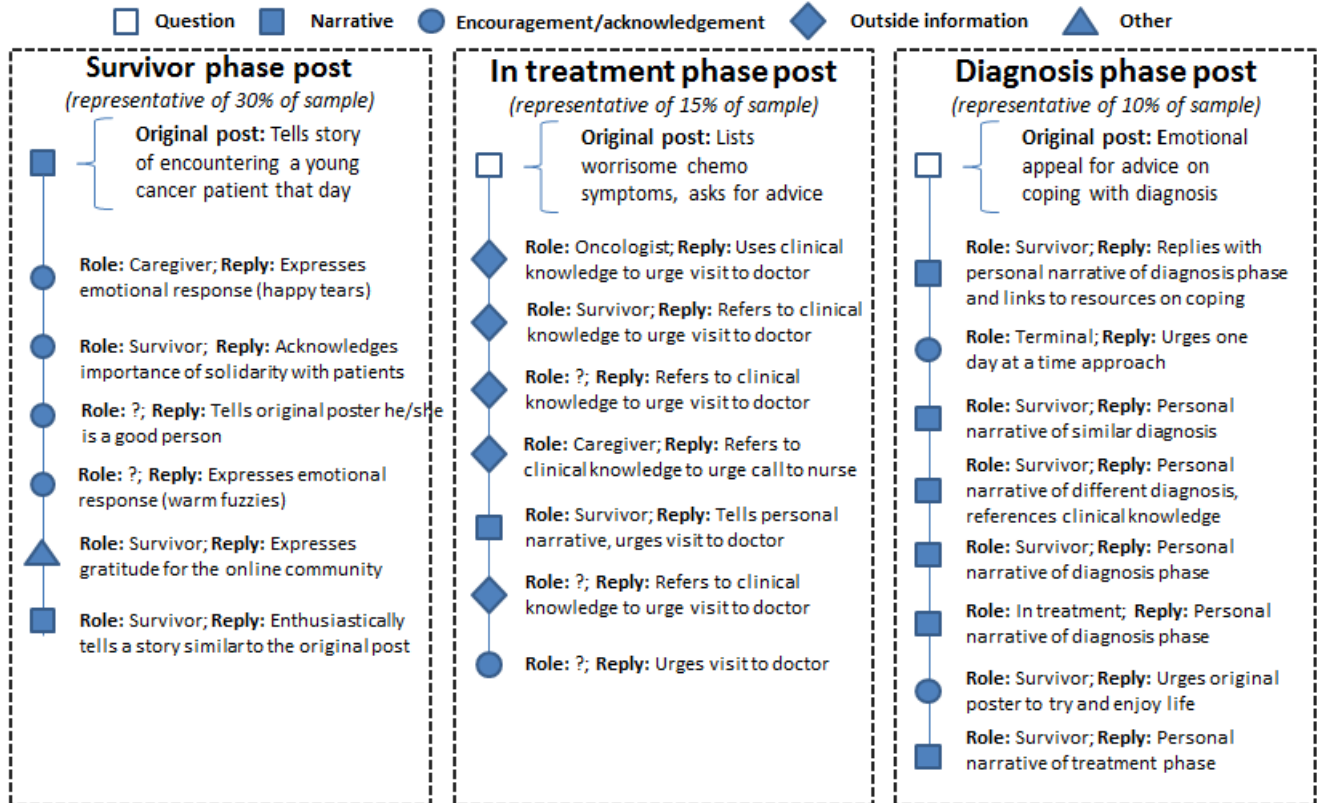 Question Narrative Encouragement/acknowledgement Outside information Other
Survivor phase post
(representative of 30% of sample)
Original post: Tells story
of encountering a young
cancer patient that day
Role: Caregiver; Reply: Expresses
emotional response (happy tears)
Role: Survivor; Reply: Acknowledges
importance of solidarity with patients
Role: ?; Reply: Tells original poster he/she
is a good person
Role: ?; Reply: Expresses emotional
response (warm fuzzies)
Role: Survivor; Reply: Expresses
gratitude for the online community
Role: Survivor; Reply: Enthusiastically
tells a story similar to the original post
In treatment phase post
(representative of 15% of sample)
Original post: Lists
worrisome chemo
symptoms, asks for advice
Role: Oncologist; Reply: Uses clinical
knowledge to urge visit to doctor
Role: Survivor; Reply: Refers to clinical
knowledge to urge visit to doctor
Role: ?; Reply: Refers to clinical
knowledge to urge visit to doctor
Role: Caregiver; Reply: Refers to
clinical knowledge to urge call to nurse
Role: Survivor; Reply: Tells personal
narrative, urges visit to doctor
Role: ?; Reply: Refers to clinical
knowledge to urge visit to doctor
Role: ?; Reply: Urges visit to doctor
Diagnosis phase post
(representative of 10% of sample)
Original post: Emotional
appeal for advice on
coping with diagnosis
Role: Survivor; Reply: Replies with
personal narrative of diagnosis phase
and links to resources on coping
Role: Terminal; Reply: Urges one
day at a time approach
Role: Survivor; Reply: Personal
narrative of similar diagnosis
Role: Survivor; Reply: Personal
narrative of different diagnosis,
references clinical knowledge
Role: Survivor; Reply: Personal
narrative of diagnosis phase
Role: In treatment; Reply: Personal
narrative of diagnosis phase
Role: Survivor; Reply: Urges original
poster to try and enjoy life
Role: Survivor; Reply: Personal
narrative of treatment phase